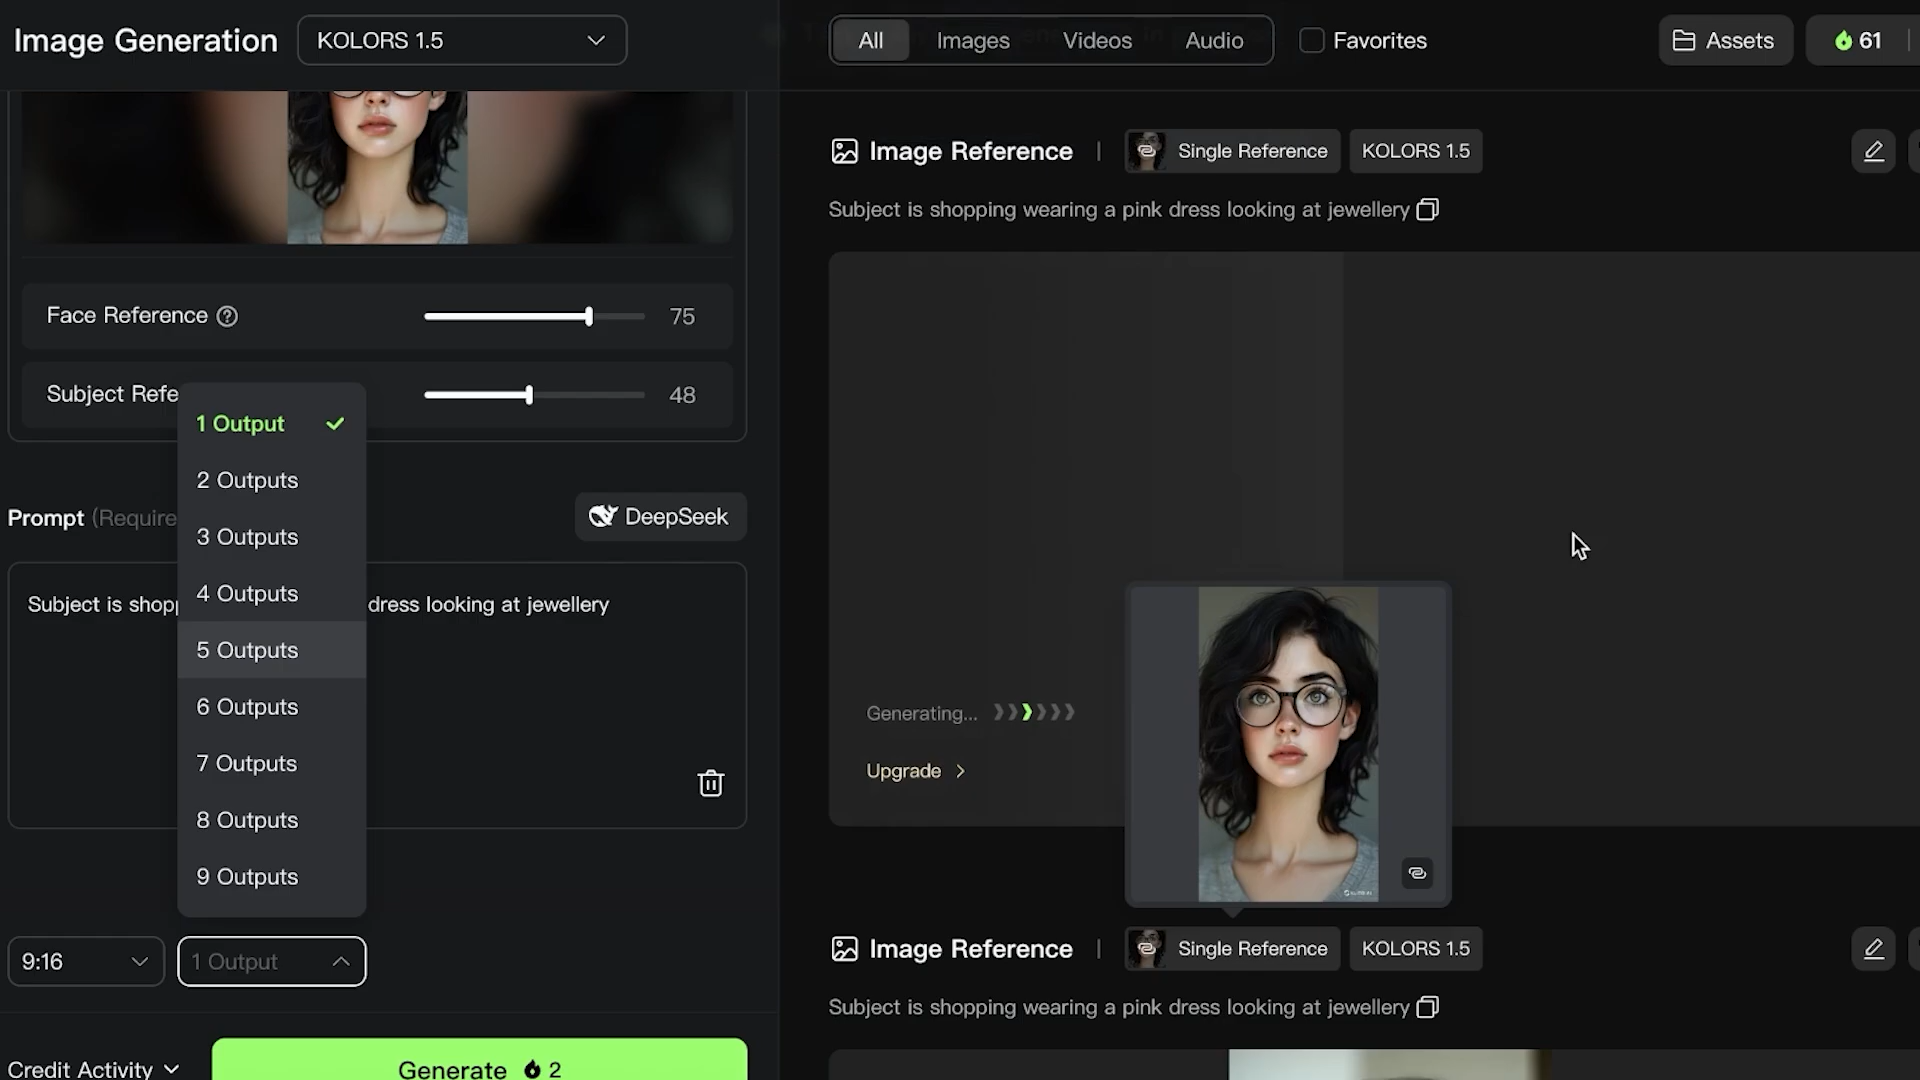 Image Generation
KOLORS 1.5
All
Images
Videos
Audio
Favorites
Assets
61
Face Reference
75
Subject Refe
48
1 Output
2 Outputs
3 Outputs
4 Outputs
5 Outputs
6 Outputs
7 Outputs
8 Outputs
9 Outputs
Prompt (Require
DeepSeek
Subject is shopp dress looking at jewellery
9:16
1 Output
Credit Activity
Generate 2
Image Reference | Single Reference KOLORS 1.5
Subject is shopping wearing a pink dress looking at jewellery
Generating...
Upgrade >
Image Reference | Single Reference KOLORS 1.5
Subject is shopping wearing a pink dress looking at jewellery